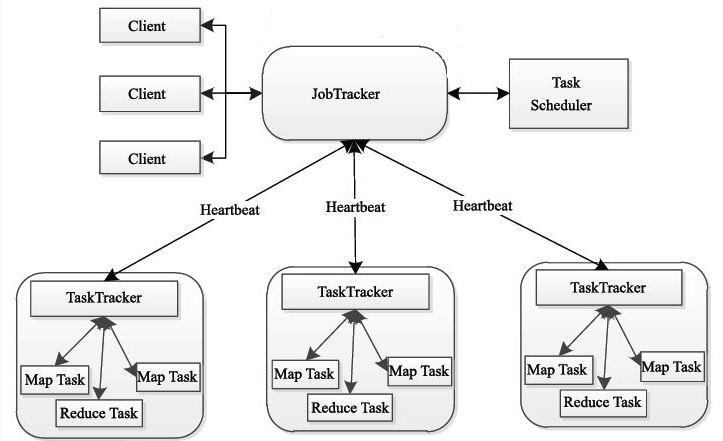 Client
Client
JobTracker
Task
Scheduler
Client
Heartbeat
Heartbeat
Heartbeat
TaskTracker
Map Task
Map Task
Reduce Task
TaskTracker
Map Task
Map Task
Reduce Task
TaskTracker
Map Task
Map Task
Reduce Task